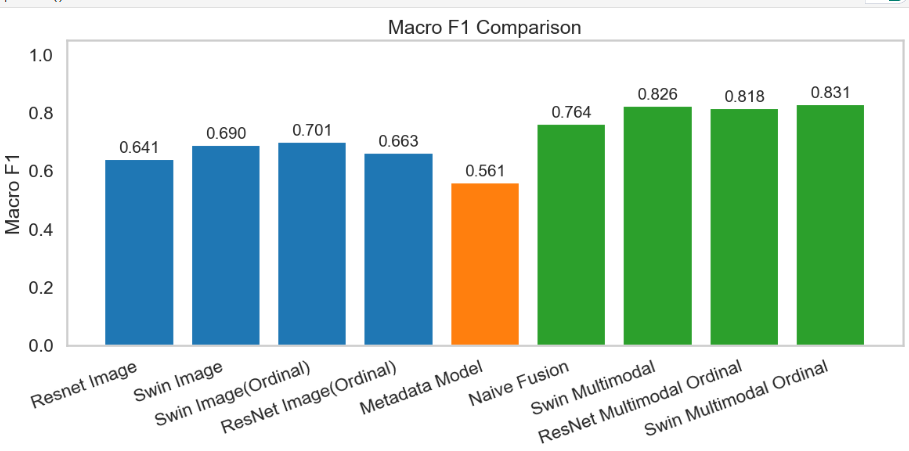 Macro F1 Comparison
Macro F1
1.0
0.8
0.6
0.4
0.2
0.0
0.641
0.690
0.701
0.663
0.561
0.764
0.826
0.818
0.831
Resnet Image
Swin Image
Swin Image(Ordinal)
ResNet Image(Ordinal)
Metadata Model
Naive Fusion
Swin Multimodal
ResNet Multimodal Ordinal
Swin Multimodal Ordinal